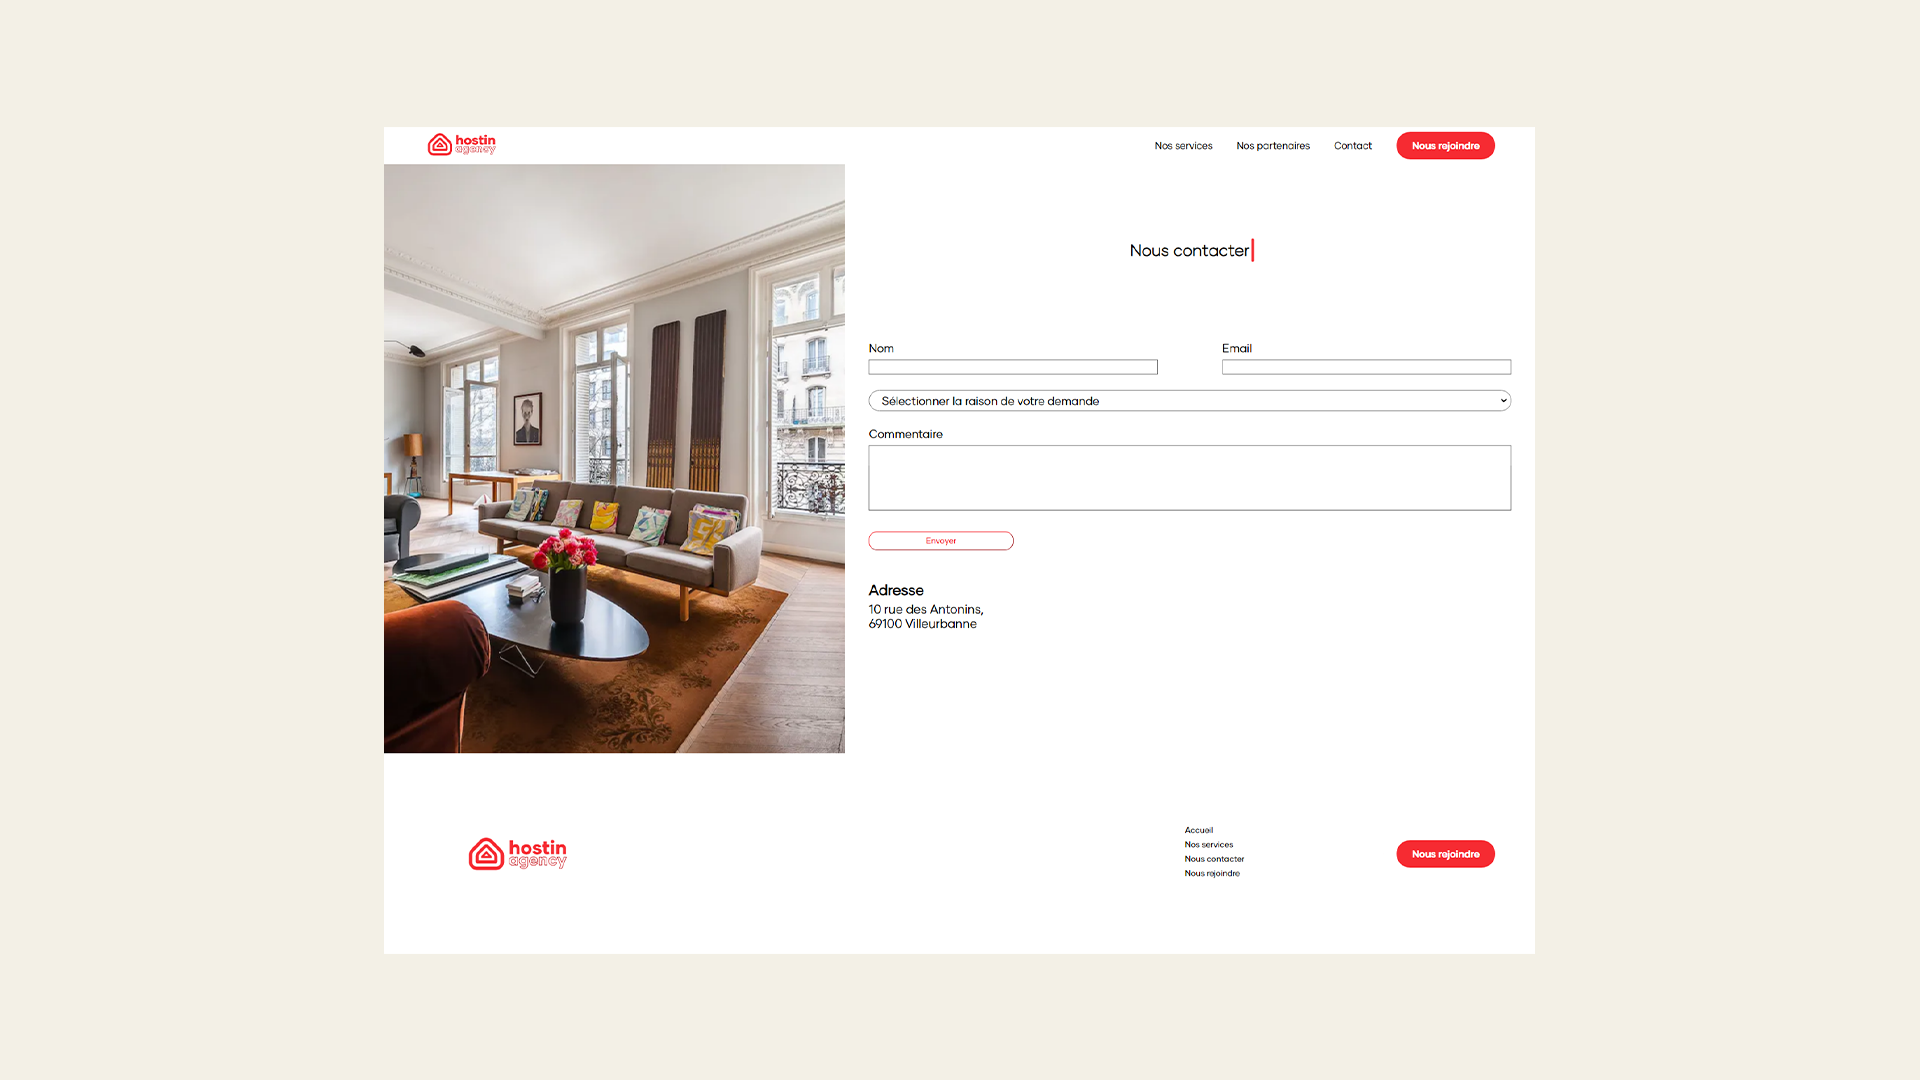 hostin
agency
Nos services Nos partenaires Contact Nous rejoindre
Nous contacter
Nom Email
Sélectionner la raison de votre demande
Commentaire
Envoyer
Adresse
10 rue des Antonins,
69100 Villeurbanne
hostin
agency
Accueil
Nos services
Nous contacter
Nous rejoindre
Nous rejoindre